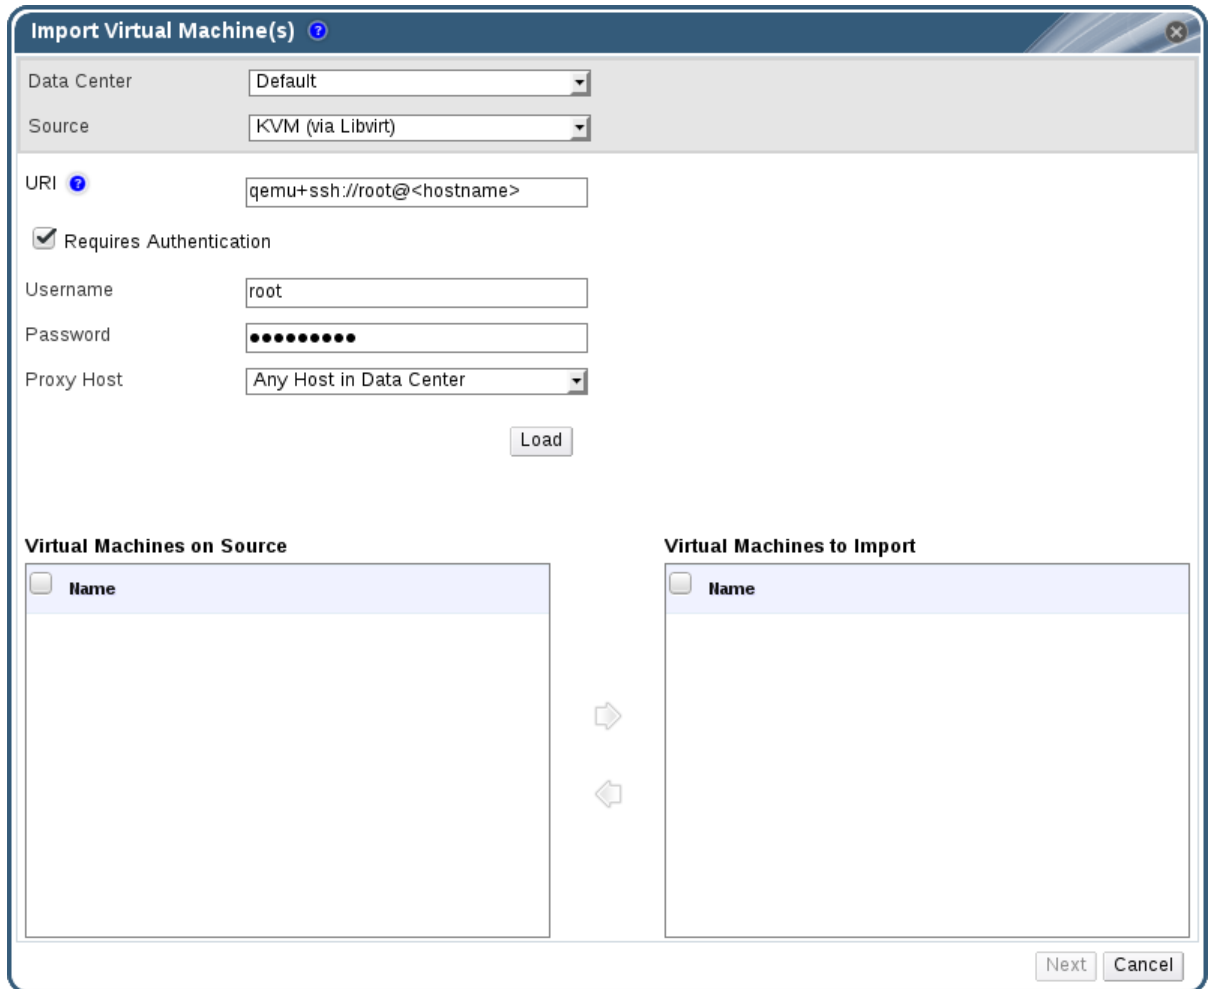 Import Virtual Machine(s) ?
Data Center Default
Source KVM (via Libvirt)
URI ? qemu+ssh://root@<hostname>
Requires Authentication
Username root
Password ●●●●●●●●●
Proxy Host Any Host in Data Center
Load
Virtual Machines on Source Virtual Machines to Import
Name Name
Next Cancel